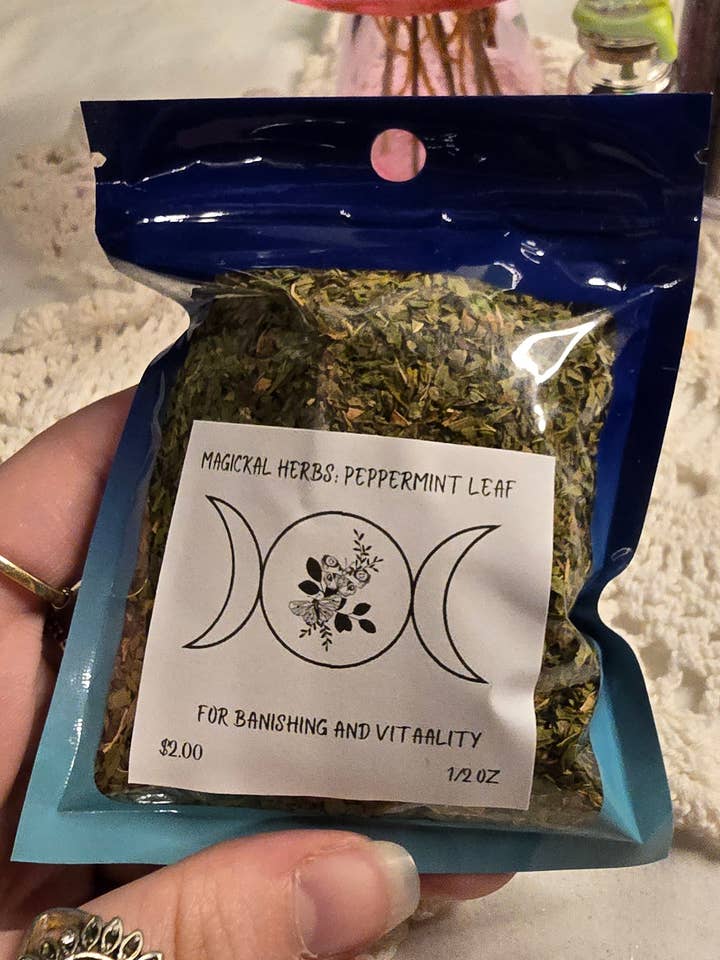 MAGICKAL HERBS: PEPPERMINT LEAF
FOR BANISHING AND VITAALITY
$2.00
1/2 OZ